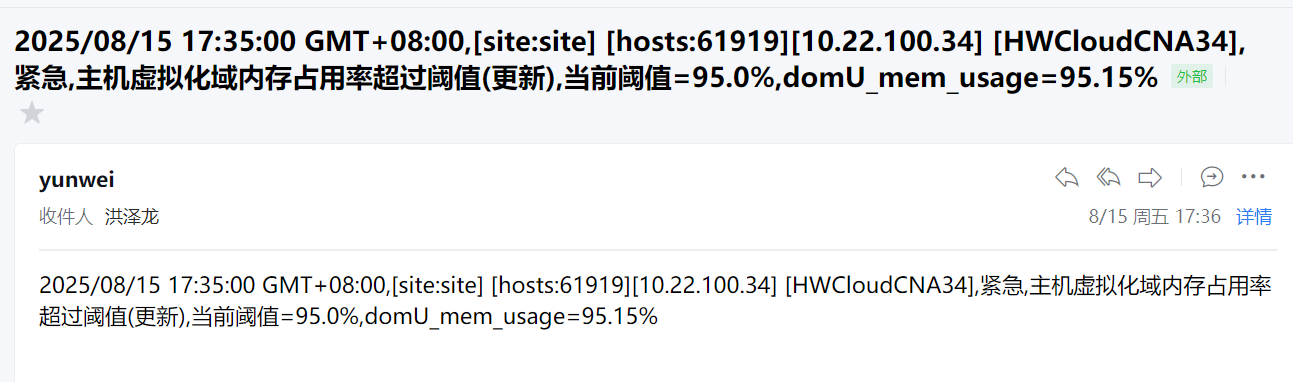 2025/08/15 17:35:00 GMT+08:00,[site:site] [hosts:61919][10.22.100.34] [HWCloudCNA34],
紧急,主机虚拟化域内存占用率超过阈值(更新),当前阈值=95.0%,domU_mem_usage=95.15% 外部
yunwei
收件人 洪泽龙 8/15 周五 17:36 详情
2025/08/15 17:35:00 GMT+08:00,[site:site] [hosts:61919][10.22.100.34] [HWCloudCNA34],紧急,主机虚拟化域内存占用率
超过阈值(更新),当前阈值=95.0%,domU_mem_usage=95.15%